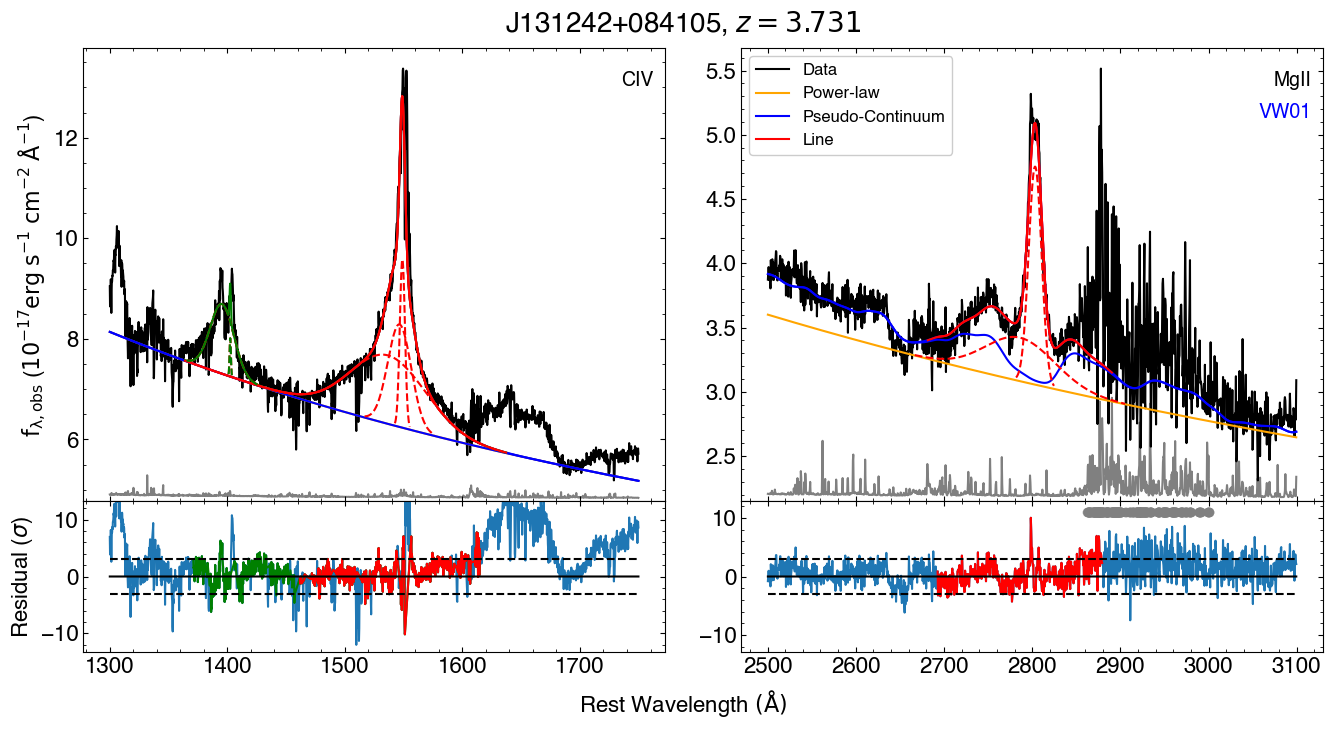 J131242+084105, z = 3.731
CIV
MgII
VW01
Data
Power-law
Pseudo-Continuum
Line
f_λ,obs (10⁻¹⁷erg s⁻¹ cm⁻² Å⁻¹)
12
10
8
6
5.5
5.0
4.5
4.0
3.5
3.0
2.5
Residual (σ)
10
0
−10
10
0
−10
1300 1400 1500 1600 1700
2500 2600 2700 2800 2900 3000 3100
Rest Wavelength (Å)